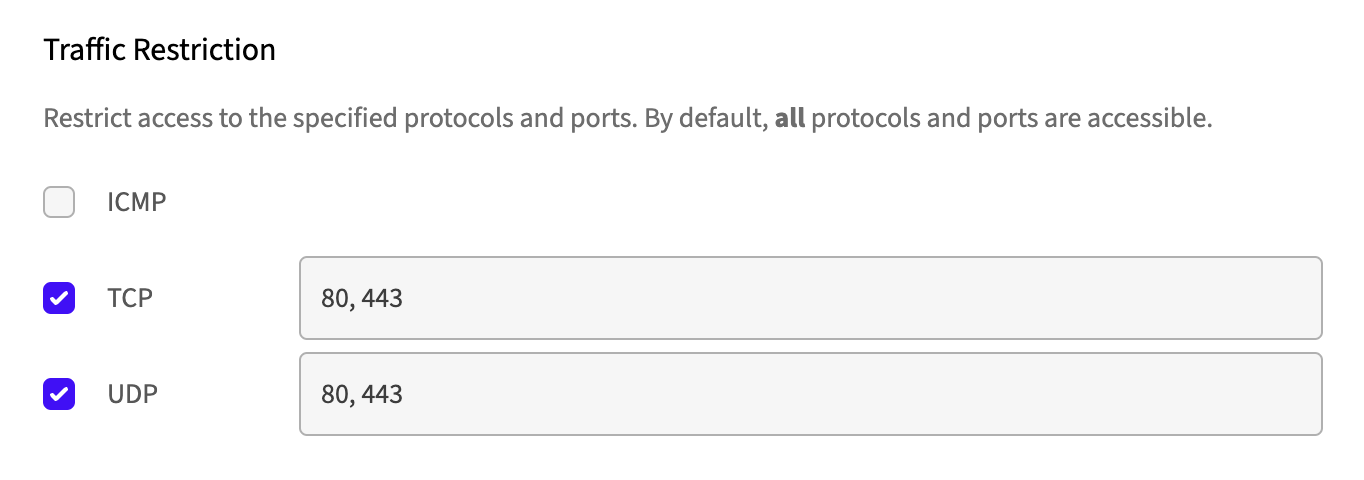 Traffic Restriction
Restrict access to the specified protocols and ports. By default, all protocols and ports are accessible.
ICMP
TCP 80, 443
UDP 80, 443